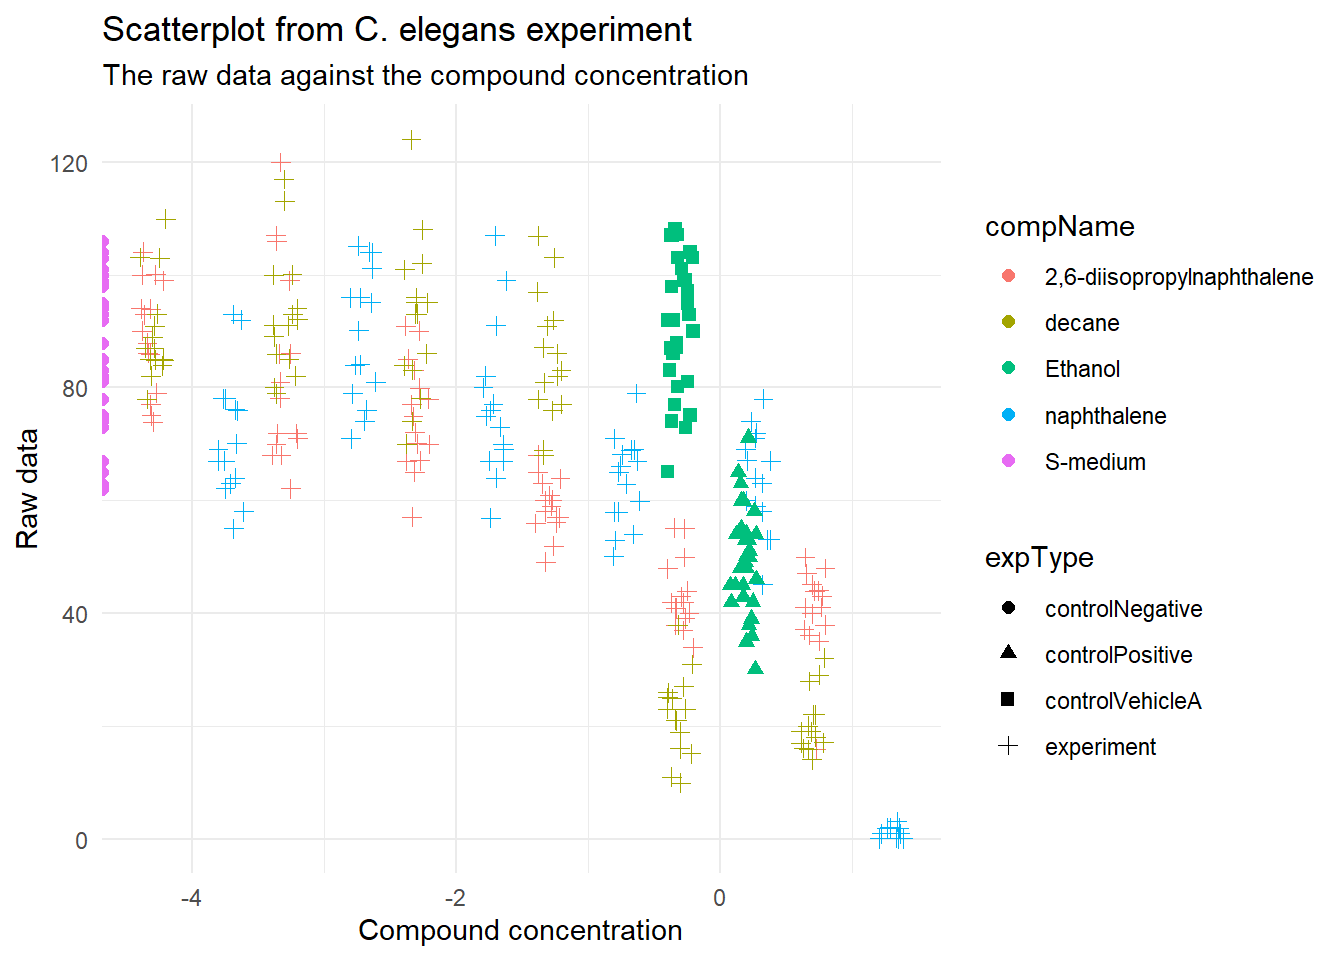 Scatterplot from C. elegans experiment
The raw data against the compound concentration
Raw data
120
80
40
0
-4
-2
0
Compound concentration
compName
2,6-diisopropylnaphthalene
decane
Ethanol
naphthalene
S-medium
expType
controlNegative
controlPositive
controlVehicleA
experiment